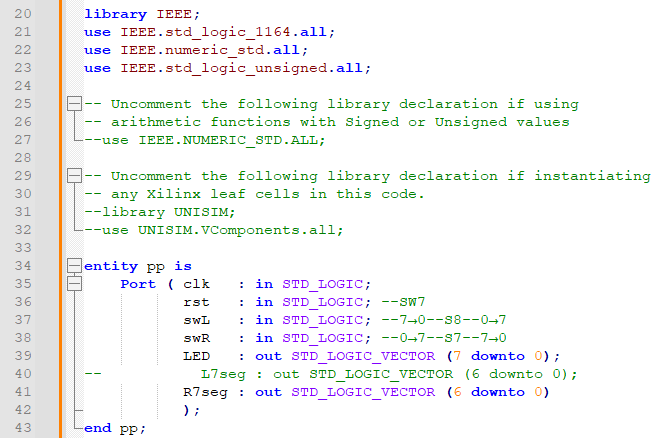 20 library IEEE;
21 use IEEE.std_logic_1164.all;
22 use IEEE.numeric_std.all;
23 use IEEE.std_logic_unsigned.all;
24
25 -- Uncomment the following library declaration if using
26 -- arithmetic functions with Signed or Unsigned values
27 --use IEEE.NUMERIC_STD.ALL;
28
29 -- Uncomment the following library declaration if instantiating
30 -- any Xilinx leaf cells in this code.
31 --library UNISIM;
32 --use UNISIM.VComponents.all;
33
34 entity pp is
35 Port ( clk : in STD_LOGIC;
36 rst : in STD_LOGIC; --SW7
37 swL : in STD_LOGIC; --7→0--S8--0→7
38 swR : in STD_LOGIC; --0→7--S7--7→0
39 LED : out STD_LOGIC_VECTOR (7 downto 0);
40 -- L7seg : out STD_LOGIC_VECTOR (6 downto 0);
41 R7seg : out STD_LOGIC_VECTOR (6 downto 0)
42 );
43 end pp;